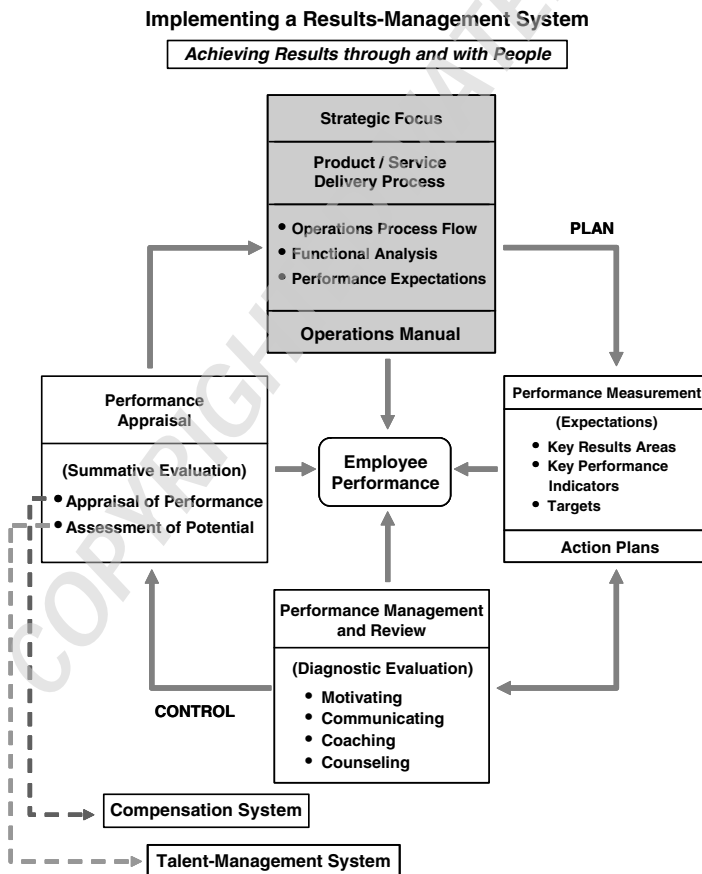 Implementing a Results-Management System
Achieving Results through and with People
Strategic Focus
Product / Service
Delivery Process
• Operations Process Flow
• Functional Analysis
• Performance Expectations
Operations Manual
PLAN
Performance
Appraisal
(Summative Evaluation)
• Appraisal of Performance
• Assessment of Potential
Employee
Performance
Performance Measurement
(Expectations)
• Key Results Areas
• Key Performance
Indicators
• Targets
Action Plans
Performance Management
and Review
(Diagnostic Evaluation)
• Motivating
• Communicating
• Coaching
• Counseling
CONTROL
Compensation System
Talent-Management System
COPYRIGHT